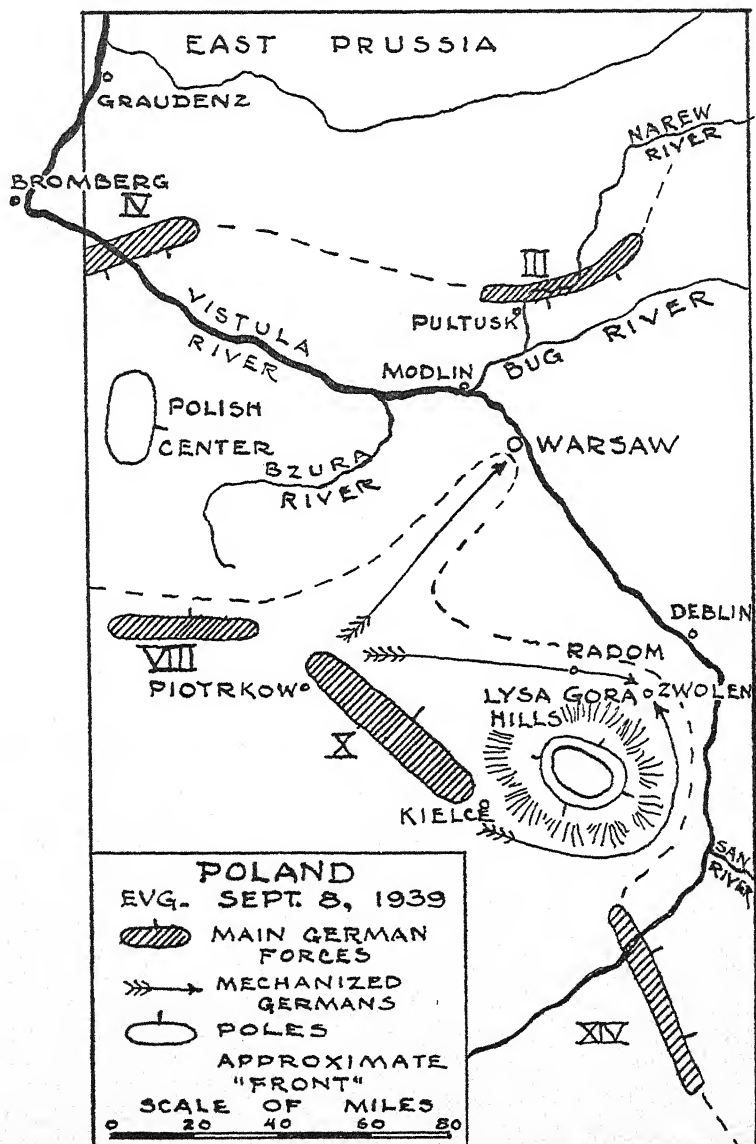 EAST PRUSSIA
GRAUDENZ
NAREW
RIVER
BROMBERG
IV
III
VISTULA
RIVER
PULTUSK
BUG RIVER
MODLIN
POLISH
CENTER
WARSAW
BZURA
RIVER
DEBLIN
VIII
RADOM
PIOTRKOW
LYSA GORA
HILLS
ZWOLEN
X
KIELCE
SAN
RIVER
POLAND
EVG. SEPT. 8, 1939
MAIN GERMAN
FORCES
MECHANIZED
GERMANS
POLES
APPROXIMATE
"FRONT"
SCALE OF MILES
0 20 40 60 80
XIV